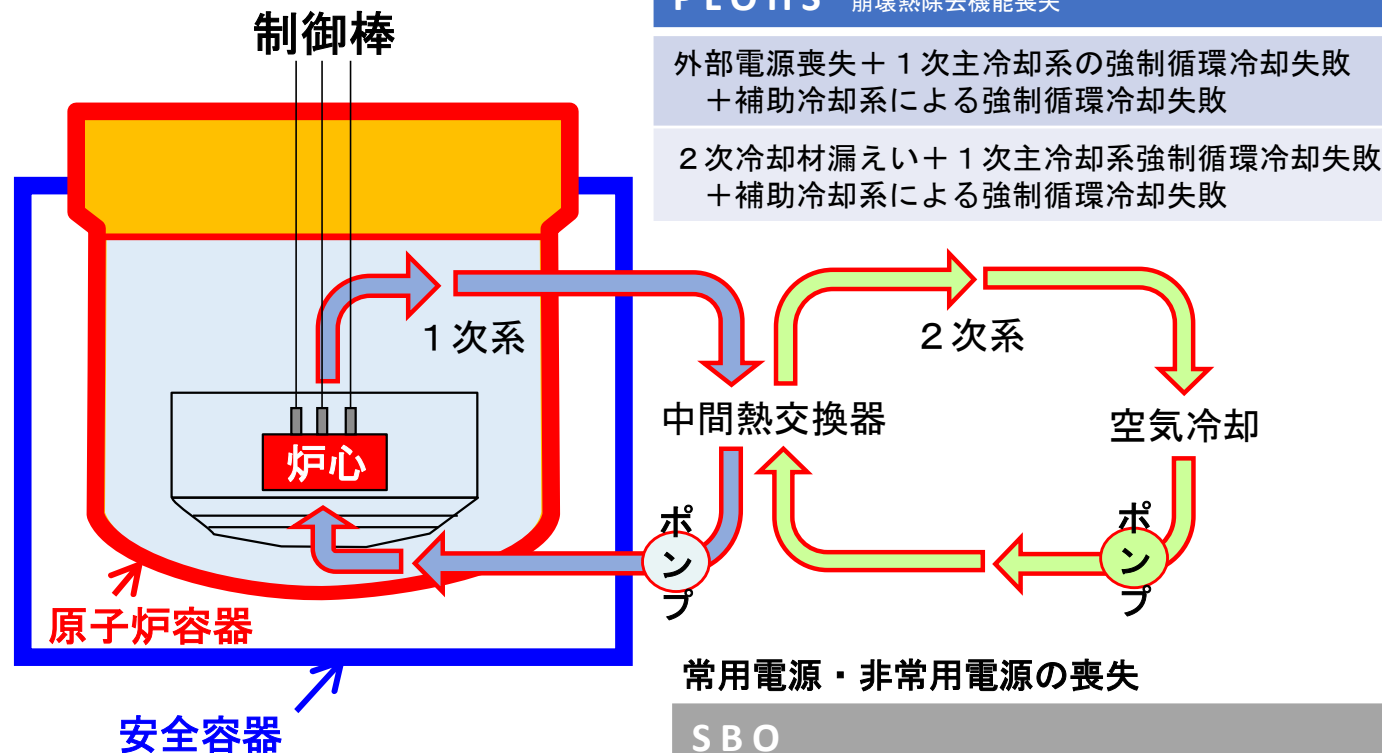 ＰＬＯＨＳ 崩壊熱除去機能喪失
制御棒
外部電源喪失＋１次主冷却系の強制循環冷却失敗
＋補助冷却系による強制循環冷却失敗
２次冷却材漏えい＋１次主冷却系強制循環冷却失敗
＋補助冷却系による強制循環冷却失敗
１次系
２次系
中間熱交換器
空気冷却
炉心
ポンプ
ポンプ
原子炉容器
常用電源・非常用電源の喪失
安全容器
ＳＢＯ